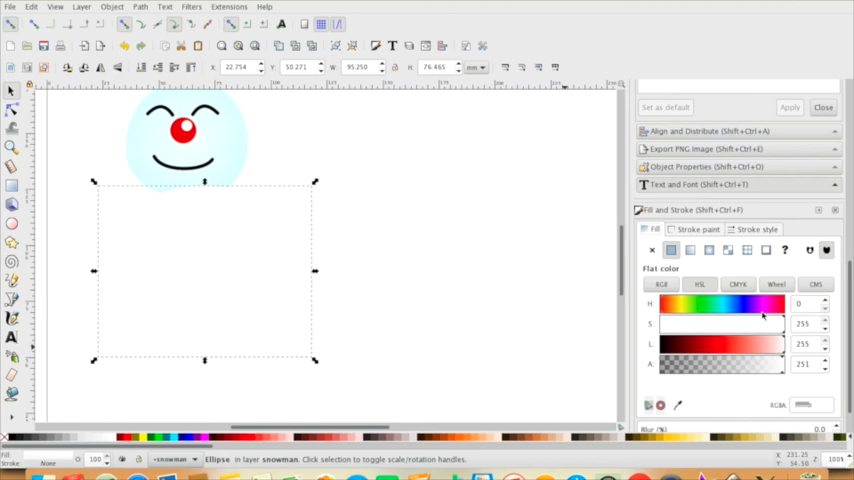 File Edit View Layer Object Path Text Filters Extensions Help
X: 22.754 Y: 50.271 W: 95.250 H: 76.465 mm
Set as default Apply Close
Align and Distribute (Shift+Ctrl+A)
Export PNG Image (Shift+Ctrl+E)
Object Properties (Shift+Ctrl+O)
Text and Font (Shift+Ctrl+T)
Fill and Stroke (Shift+Ctrl+F)
Fill Stroke paint Stroke style
Flat color
RGB HSL CMYK Wheel CMS
H: 0
S: 255
L: 255
A: 251
RGBA:
Blur (%) 0.0
Fill
Stroke None
100
•snowman
Ellipse in layer snowman. Click selection to toggle scale/rotation handles.
X: 231.25
Y: 54.50
100%